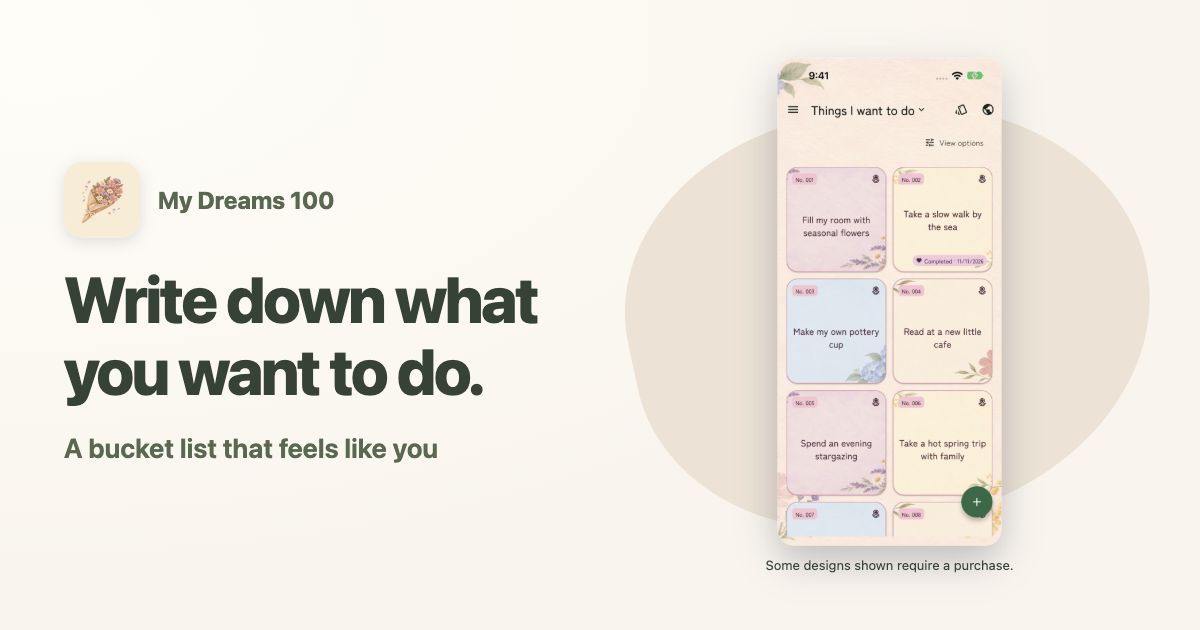 My Dreams 100
Write down what
you want to do.
A bucket list that feels like you
9:41
Things I want to do
View options
No. 001
Fill my room with
seasonal flowers
No. 002
Take a slow walk by
the sea
Completed · 11/11/2026
No. 003
Make my own pottery
cup
No. 004
Read at a new little
cafe
No. 005
Spend an evening
stargazing
No. 006
Take a hot spring trip
with family
No. 007
No. 008
Some designs shown require a purchase.